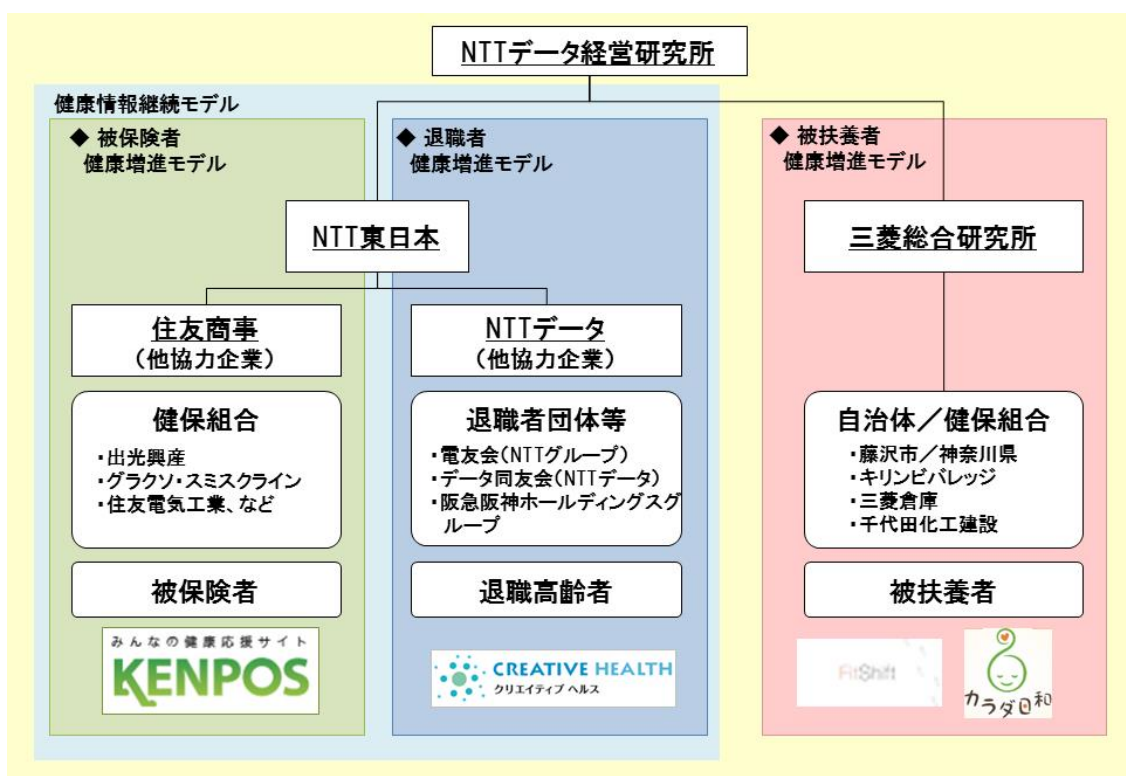 NTTデータ経営研究所
健康情報継続モデル
◆ 被保険者
健康増進モデル
◆ 退職者
健康増進モデル
◆ 被扶養者
健康増進モデル
NTT東日本
三菱総合研究所
住友商事
（他協力企業）
NTTデータ
（他協力企業）
健保組合
・出光興産
・グラクソ・スミスクライン
・住友電気工業、など
退職者団体等
・電友会（NTTグループ）
・データ同友会（NTTデータ）
・阪急阪神ホールディングスグ
ループ
自治体／健保組合
・藤沢市／神奈川県
・キリンビバレッジ
・三菱倉庫
・千代田化工建設
被保険者
退職高齢者
被扶養者
みんなの健康応援サイト
KENPOS
CREATIVE HEALTH
クリエイティブ ヘルス
FitShift
カラダ日和